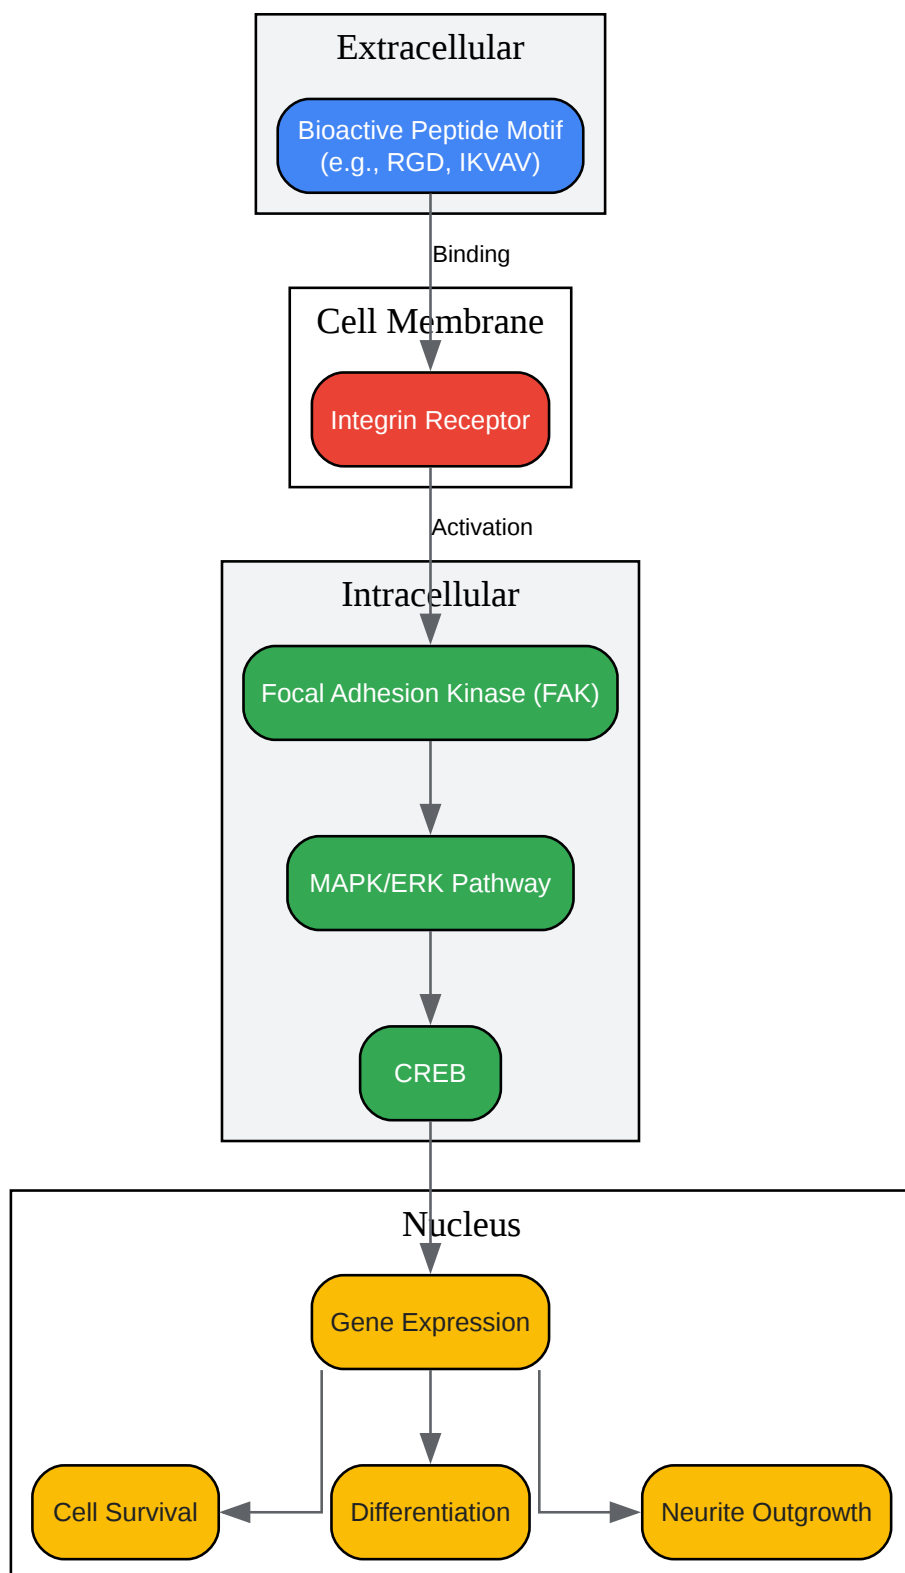 Extracellular
Bioactive Peptide Motif
(e.g., RGD, IKVAV)
Binding
Cell Membrane
Integrin Receptor
Activation
Intracellular
Focal Adhesion Kinase (FAK)
MAPK/ERK Pathway
CREB
Nucleus
Gene Expression
Cell Survival
Differentiation
Neurite Outgrowth